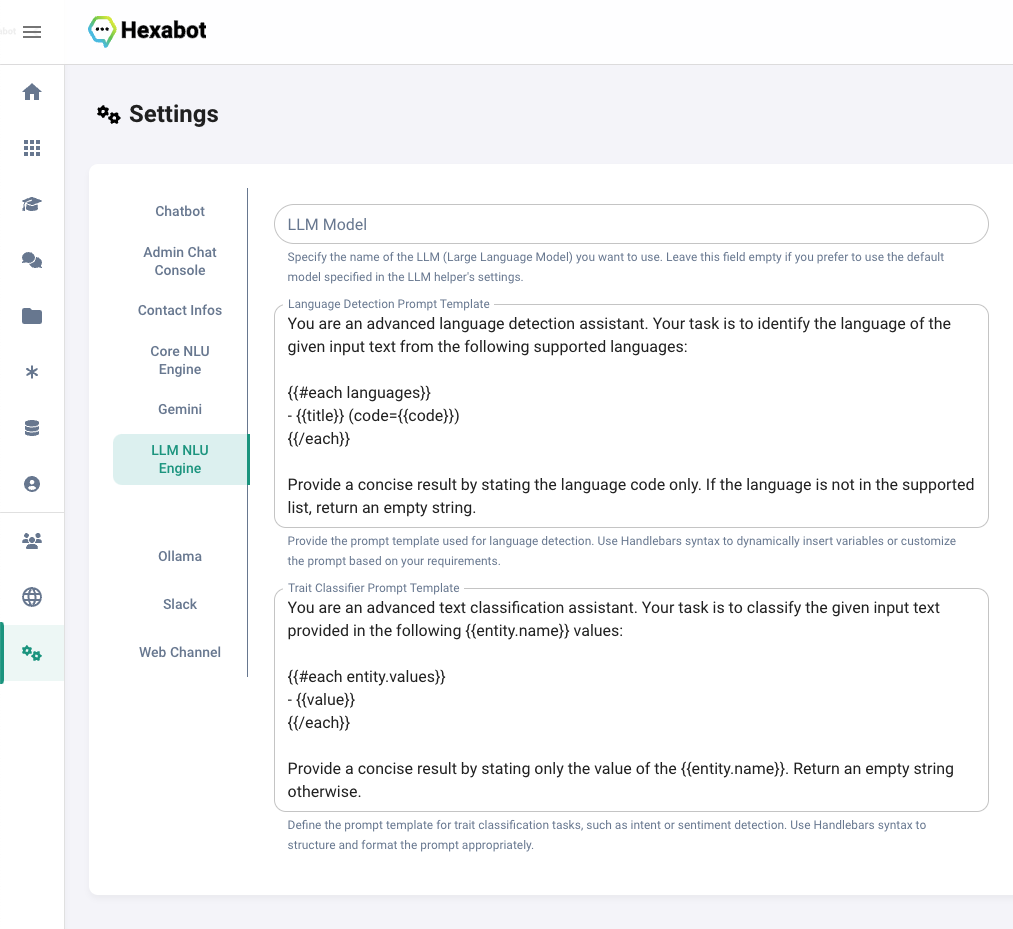 Hexabot
Settings
Chatbot
Admin Chat
Console
Contact Infos
Core NLU
Engine
Gemini
LLM NLU
Engine
Ollama
Slack
Web Channel
LLM Model
Specify the name of the LLM (Large Language Model) you want to use. Leave this field empty if you prefer to use the default
model specified in the LLM helper's settings.
Language Detection Prompt Template
You are an advanced language detection assistant. Your task is to identify the language of the
given input text from the following supported languages:
{{#each languages}}
- {{title}} (code={{code}})
{{/each}}
Provide a concise result by stating the language code only. If the language is not in the supported
list, return an empty string.
Provide the prompt template used for language detection. Use Handlebars syntax to dynamically insert variables or customize
the prompt based on your requirements.
Trait Classifier Prompt Template
You are an advanced text classification assistant. Your task is to classify the given input text
provided in the following {{entity.name}} values:
{{#each entity.values}}
- {{value}}
{{/each}}
Provide a concise result by stating only the value of the {{entity.name}}. Return an empty string
otherwise.
Define the prompt template for trait classification tasks, such as intent or sentiment detection. Use Handlebars syntax to
structure and format the prompt appropriately.